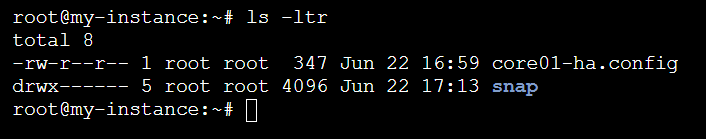 root@my-instance:~# ls -ltr
total 8
-rw-r--r-- 1 root root  347 Jun 22 16:59 core01-ha.config
drwx------ 5 root root 4096 Jun 22 17:13 snap
root@my-instance:~#